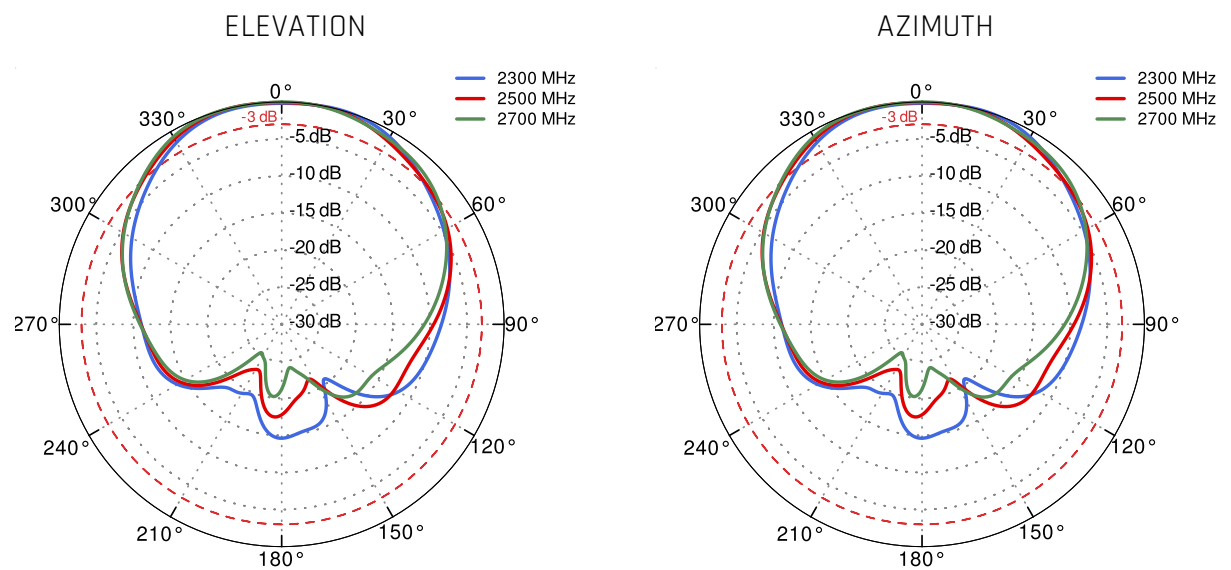 ELEVATION
2300 MHz
2500 MHz
2700 MHz
0°
330°
-3 dB
30°
-5 dB
-10 dB
300°
60°
-15 dB
-20 dB
-25 dB
270°
-30 dB
90°
240°
120°
210°
150°
180°
AZIMUTH
2300 MHz
2500 MHz
2700 MHz
0°
330°
-3 dB
30°
-5 dB
-10 dB
300°
60°
-15 dB
-20 dB
-25 dB
270°
-30 dB
90°
240°
120°
210°
150°
180°